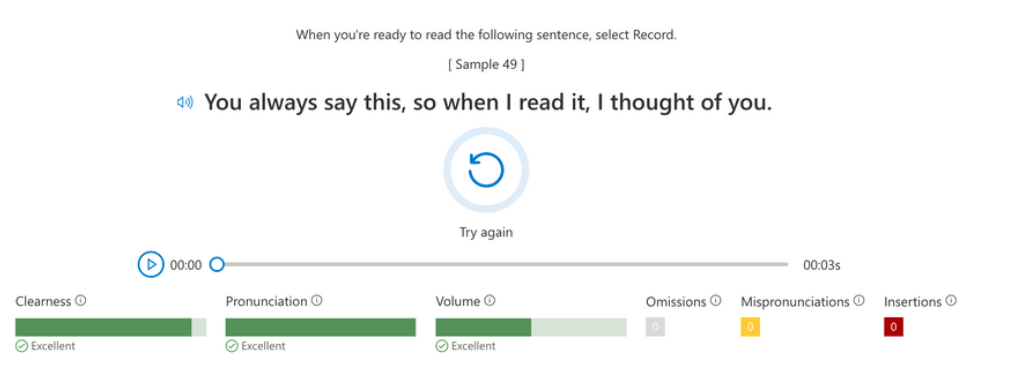 When you're ready to read the following sentence, select Record.
[ Sample 49 ]
You always say this, so when I read it, I thought of you.
Try again
00:00 00:03s
Clearness Pronunciation Volume Omissions Mispronunciations Insertions
0 0 0
Excellent Excellent Excellent